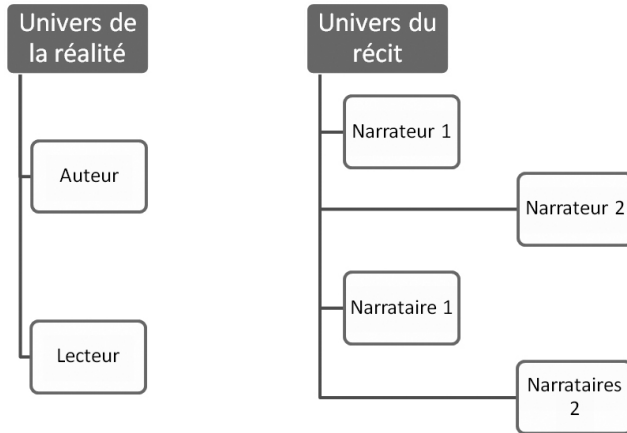 Univers de
la réalité
Auteur
Lecteur
Univers du
récit
Narrateur 1
Narrateur 2
Narrataire 1
Narrataires
2